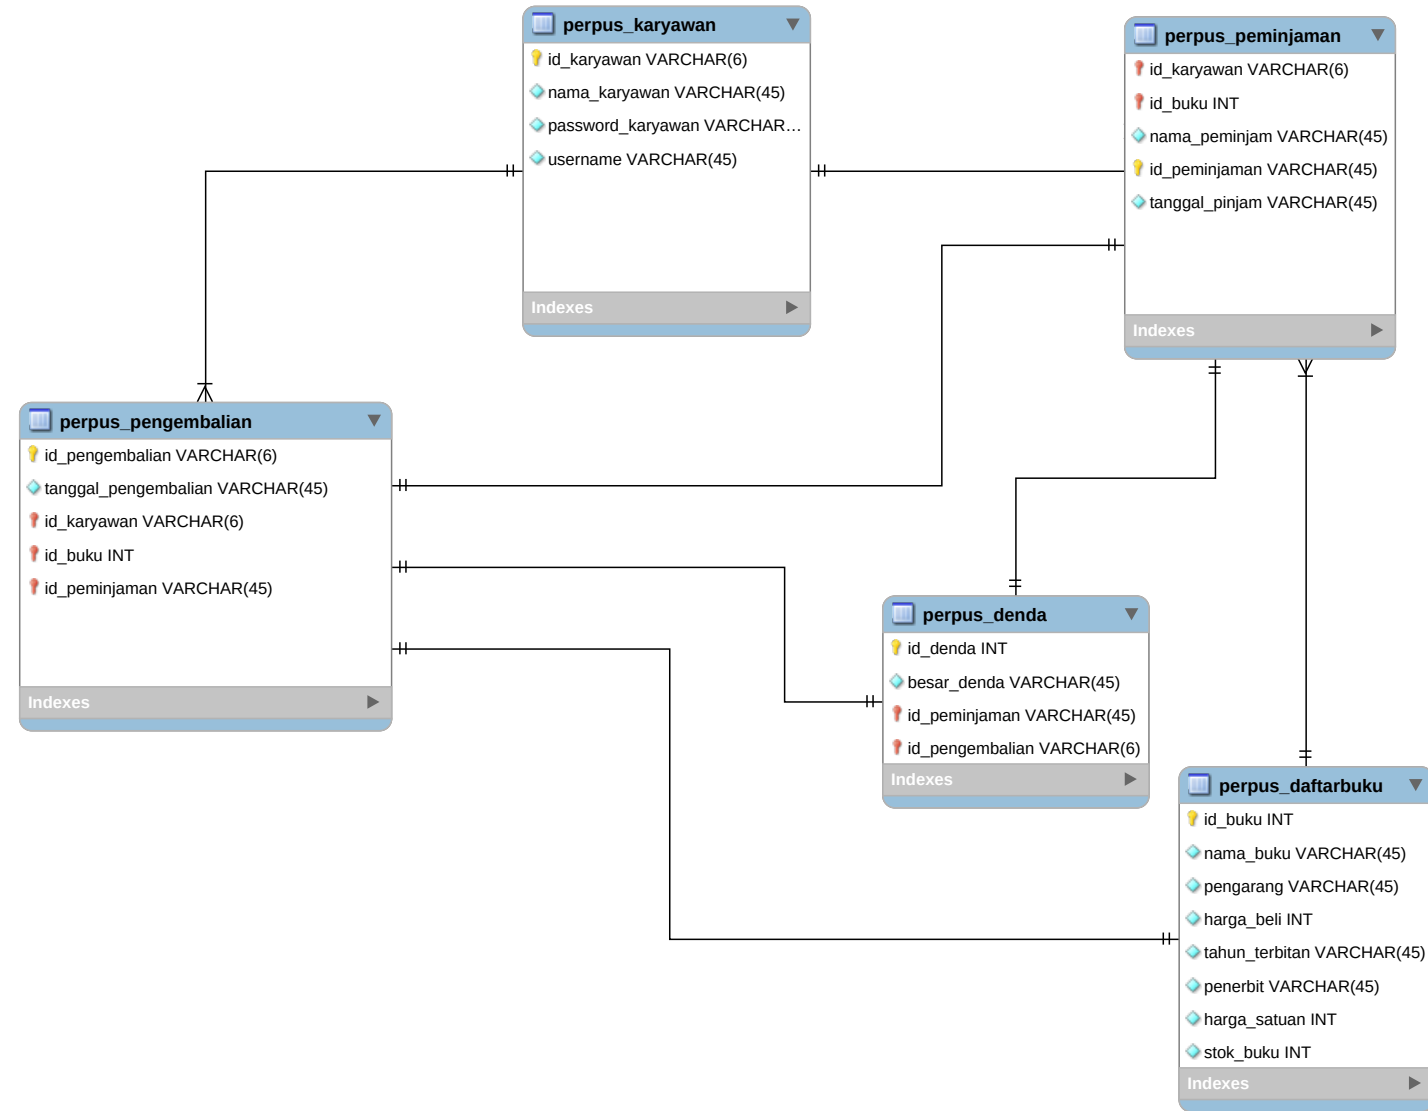 perpus_karyawan
id_karyawan VARCHAR(6)
nama_karyawan VARCHAR(45)
password_karyawan VARCHAR...
username VARCHAR(45)
Indexes
perpus_peminjaman
id_karyawan VARCHAR(6)
id_buku INT
nama_peminjam VARCHAR(45)
id_peminjaman VARCHAR(45)
tanggal_pinjam VARCHAR(45)
Indexes
perpus_pengembalian
id_pengembalian VARCHAR(6)
tanggal_pengembalian VARCHAR(45)
id_karyawan VARCHAR(6)
id_buku INT
id_peminjaman VARCHAR(45)
Indexes
perpus_denda
id_denda INT
besar_denda VARCHAR(45)
id_peminjaman VARCHAR(45)
id_pengembalian VARCHAR(6)
Indexes
perpus_daftarbuku
id_buku INT
nama_buku VARCHAR(45)
pengarang VARCHAR(45)
harga_beli INT
tahun_terbitan VARCHAR(45)
penerbit VARCHAR(45)
harga_satuan INT
stok_buku INT
Indexes